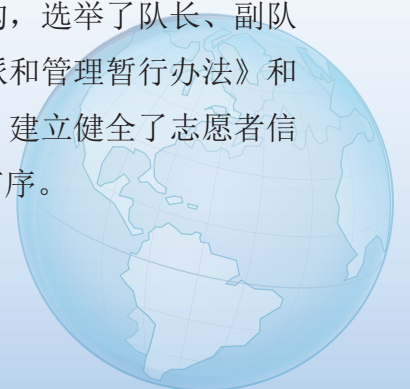 ，选举了队长、副队
和管理暂行办法》和
建立健全了志愿者信
序。